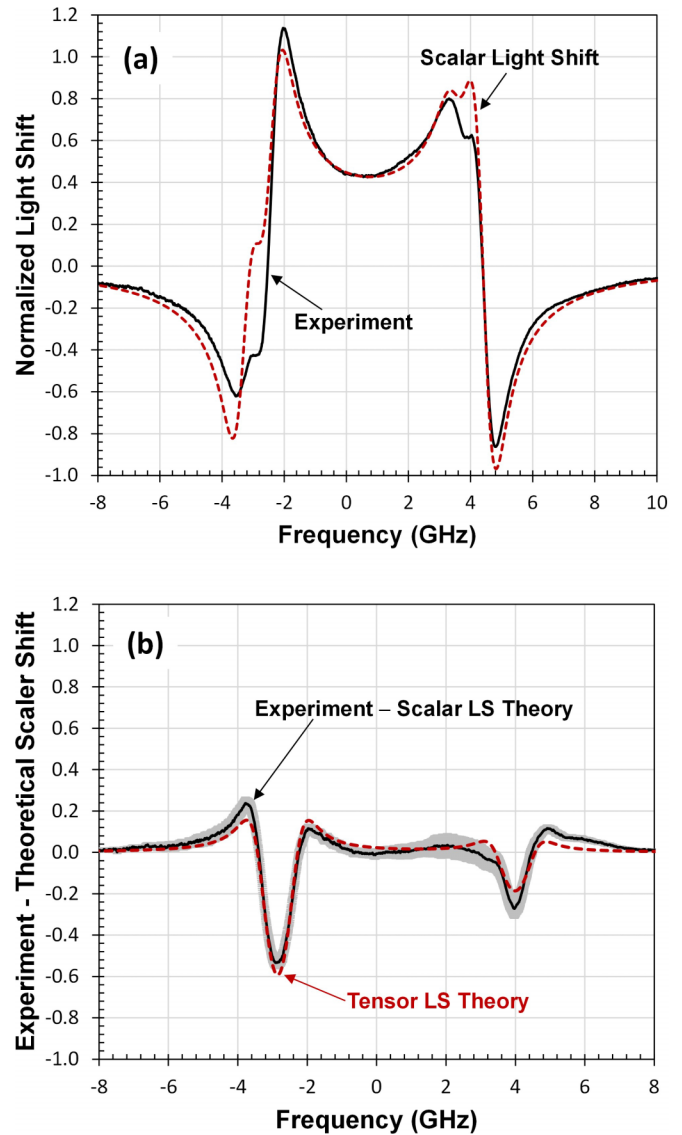 (a)
Scalar Light Shift
Experiment
Normalized Light Shift
1.2
1.0
0.8
0.6
0.4
0.2
0.0
-0.2
-0.4
-0.6
-0.8
-1.0
-8 -6 -4 -2 0 2 4 6 8 10
Frequency (GHz)
(b)
Experiment – Scalar LS Theory
Tensor LS Theory
Experiment - Theoretical Scaler Shift
1.2
1.0
0.8
0.6
0.4
0.2
0.0
-0.2
-0.4
-0.6
-0.8
-1.0
-8 -6 -4 -2 0 2 4 6 8
Frequency (GHz)